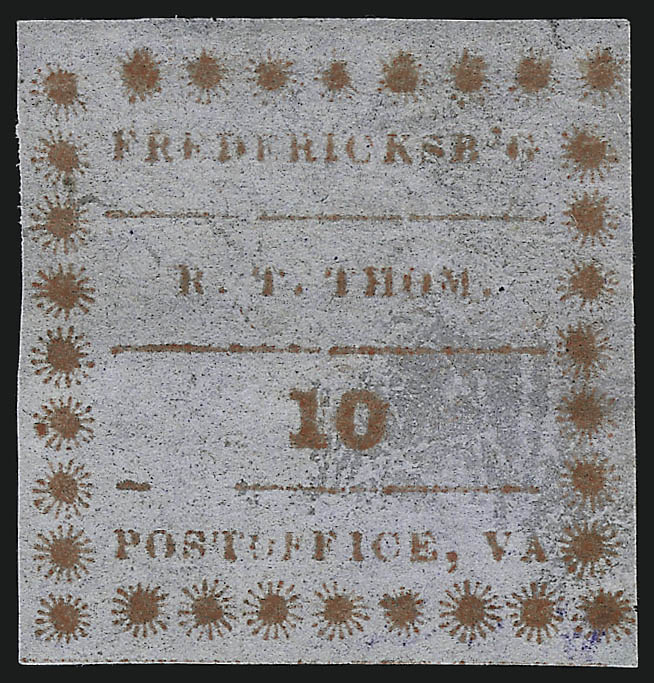 FREDERICKSB'G
R. T. THOM.
10
POSTOFFICE, VA